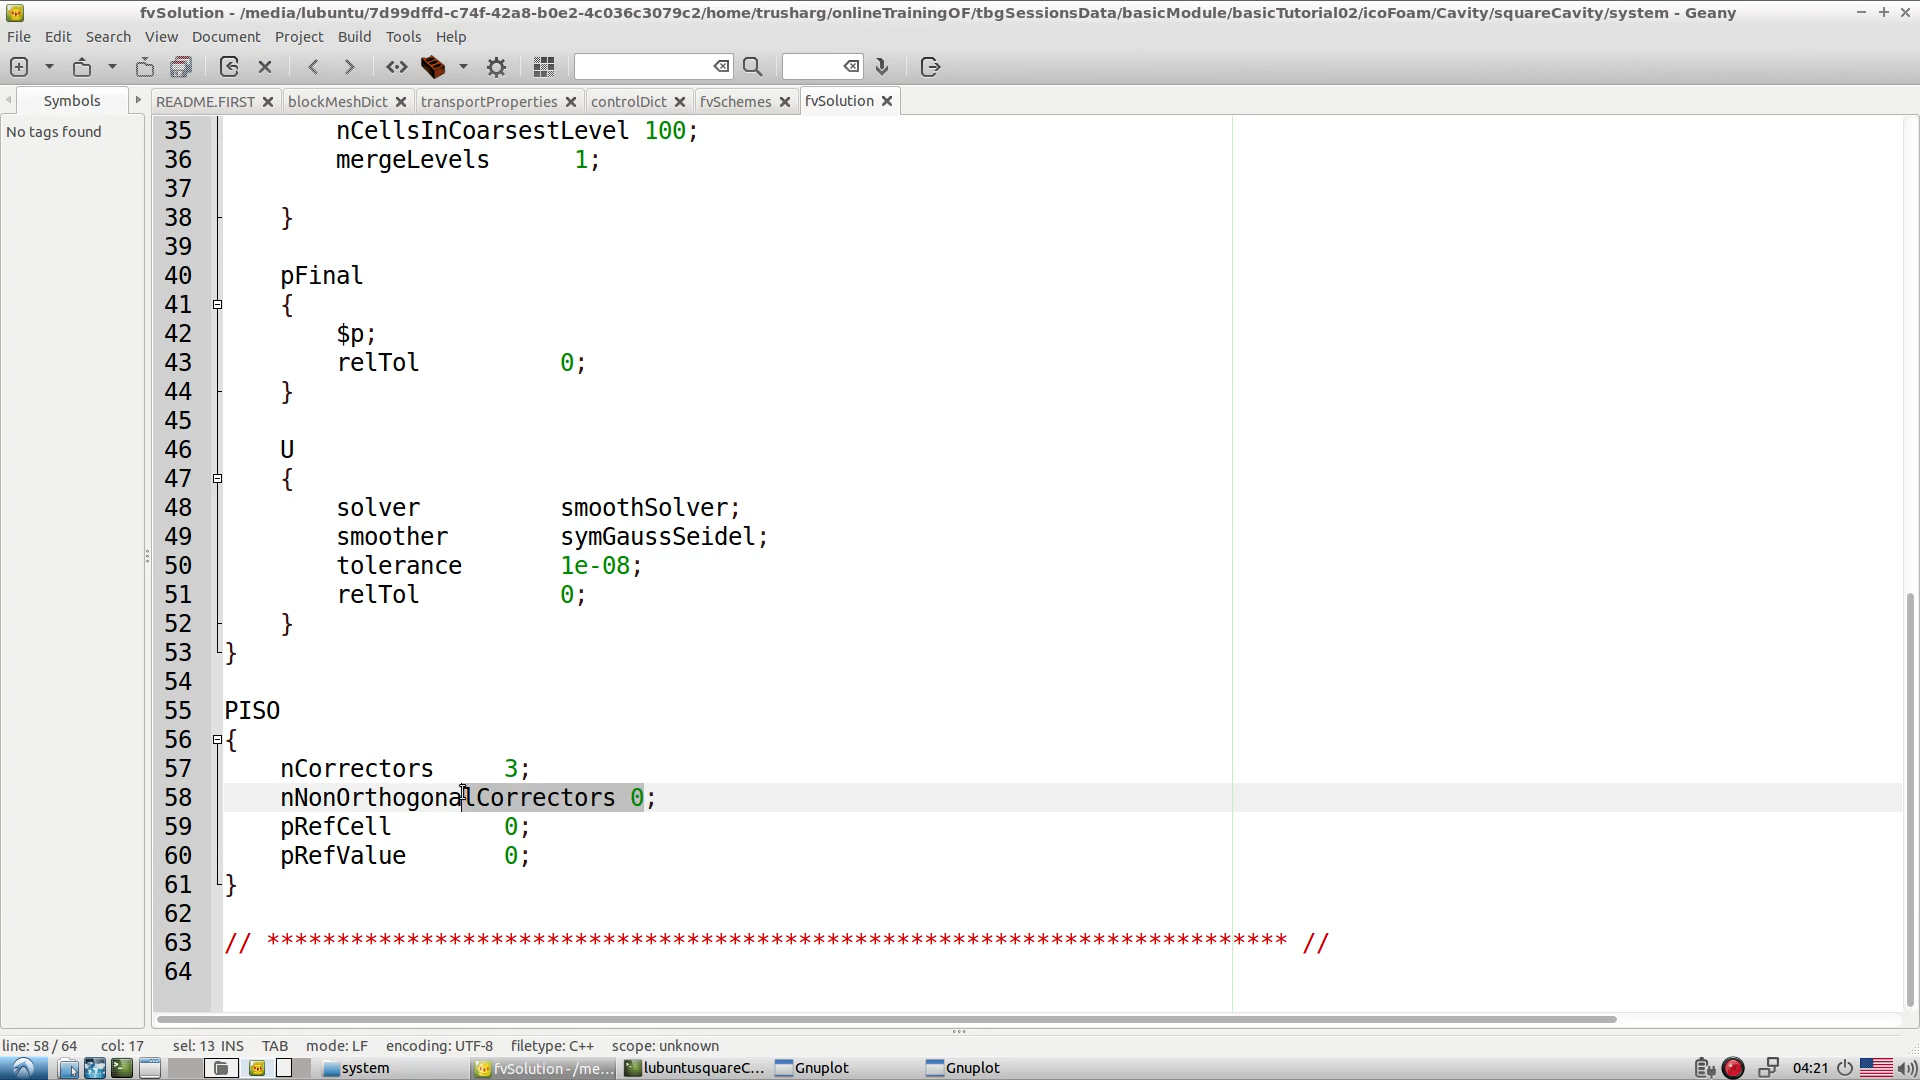 fvSolution - /media/lubuntu/7d99dffd-c74f-42a8-b0e2-4c036c3079c2/home/trusharg/onlineTrainingOF/tbgSessionsData/basicModule/basicTutorial02/icoFoam/Cavity/squareCavity/system - Geany
File Edit Search View Document Project Build Tools Help
Symbols README.FIRST blockMeshDict transportProperties controlDict fvSchemes fvSolution
No tags found
35 nCellsInCoarsestLevel 100;
36 mergeLevels 1;
37
38 }
39
40 pFinal
41 {
42 $p;
43 relTol 0;
44 }
45
46 U
47 {
48 solver smoothSolver;
49 smoother symGaussSeidel;
50 tolerance 1e-08;
51 relTol 0;
52 }
53 }
54
55 PISO
56 {
57 nCorrectors 3;
58 nNonOrthogonalCorrectors 0;
59 pRefCell 0;
60 pRefValue 0;
61 }
62
63 // ************************************************************************* //
64
line: 58 / 64 col: 17 sel: 13 INS TAB mode: LF encoding: UTF-8 filetype: C++ scope: unknown
system fvSolution - /me... lubuntusquareC... Gnuplot Gnuplot 04:21